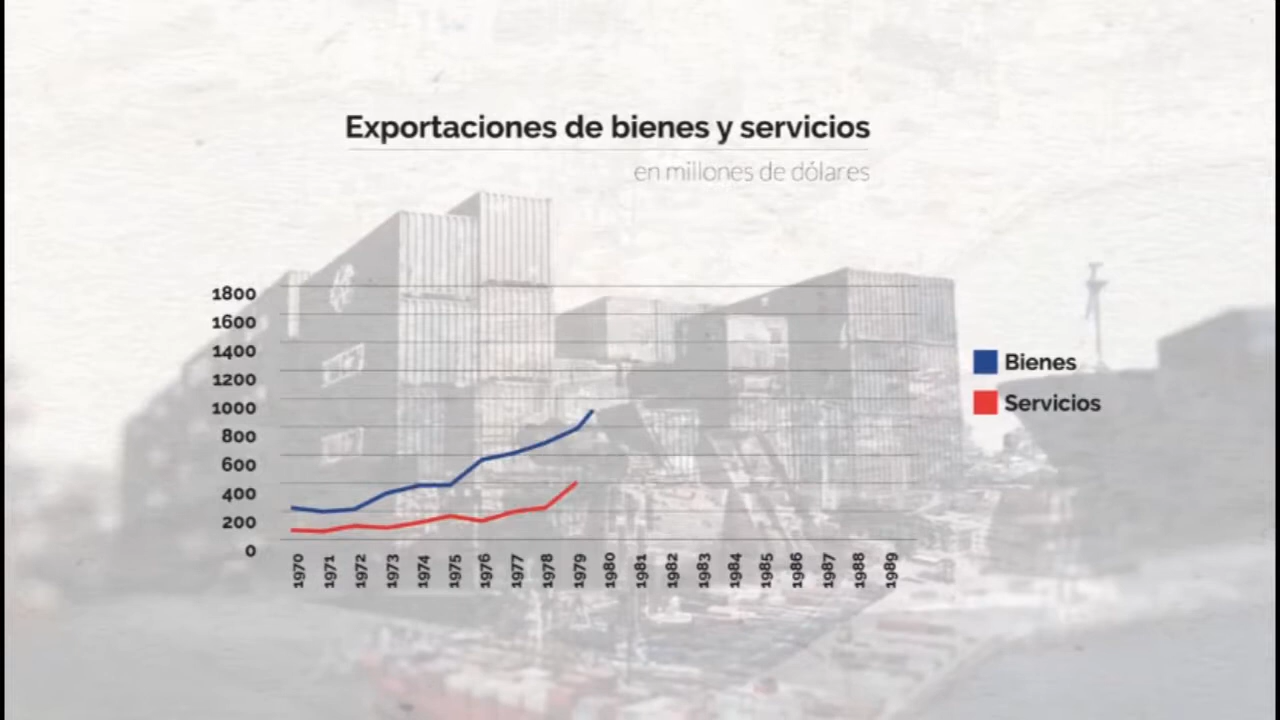 Exportaciones de bienes y servicios
en millones de dólares
1800
1600
1400
1200
1000
800
600
400
200
0
1970 1971 1972 1973 1974 1975 1976 1977 1978 1979 1980 1981 1982 1983 1984 1985 1986 1987 1988 1989
Bienes
Servicios